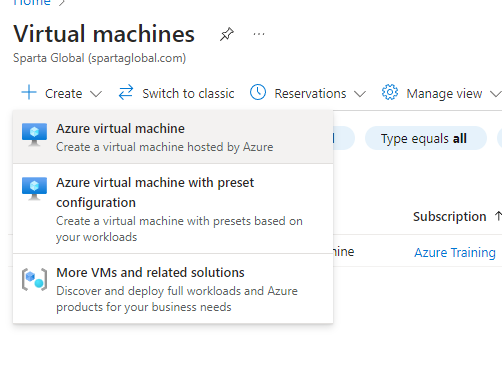 Home
Virtual machines
Sparta Global (spartaglobal.com)
Create Switch to classic Reservations Manage view
Azure virtual machine
Create a virtual machine hosted by Azure
Type equals all
Azure virtual machine with preset
configuration
Create a virtual machine with presets based on
your workloads
Subscription
Azure Training
More VMs and related solutions
Discover and deploy full workloads and Azure
products for your business needs